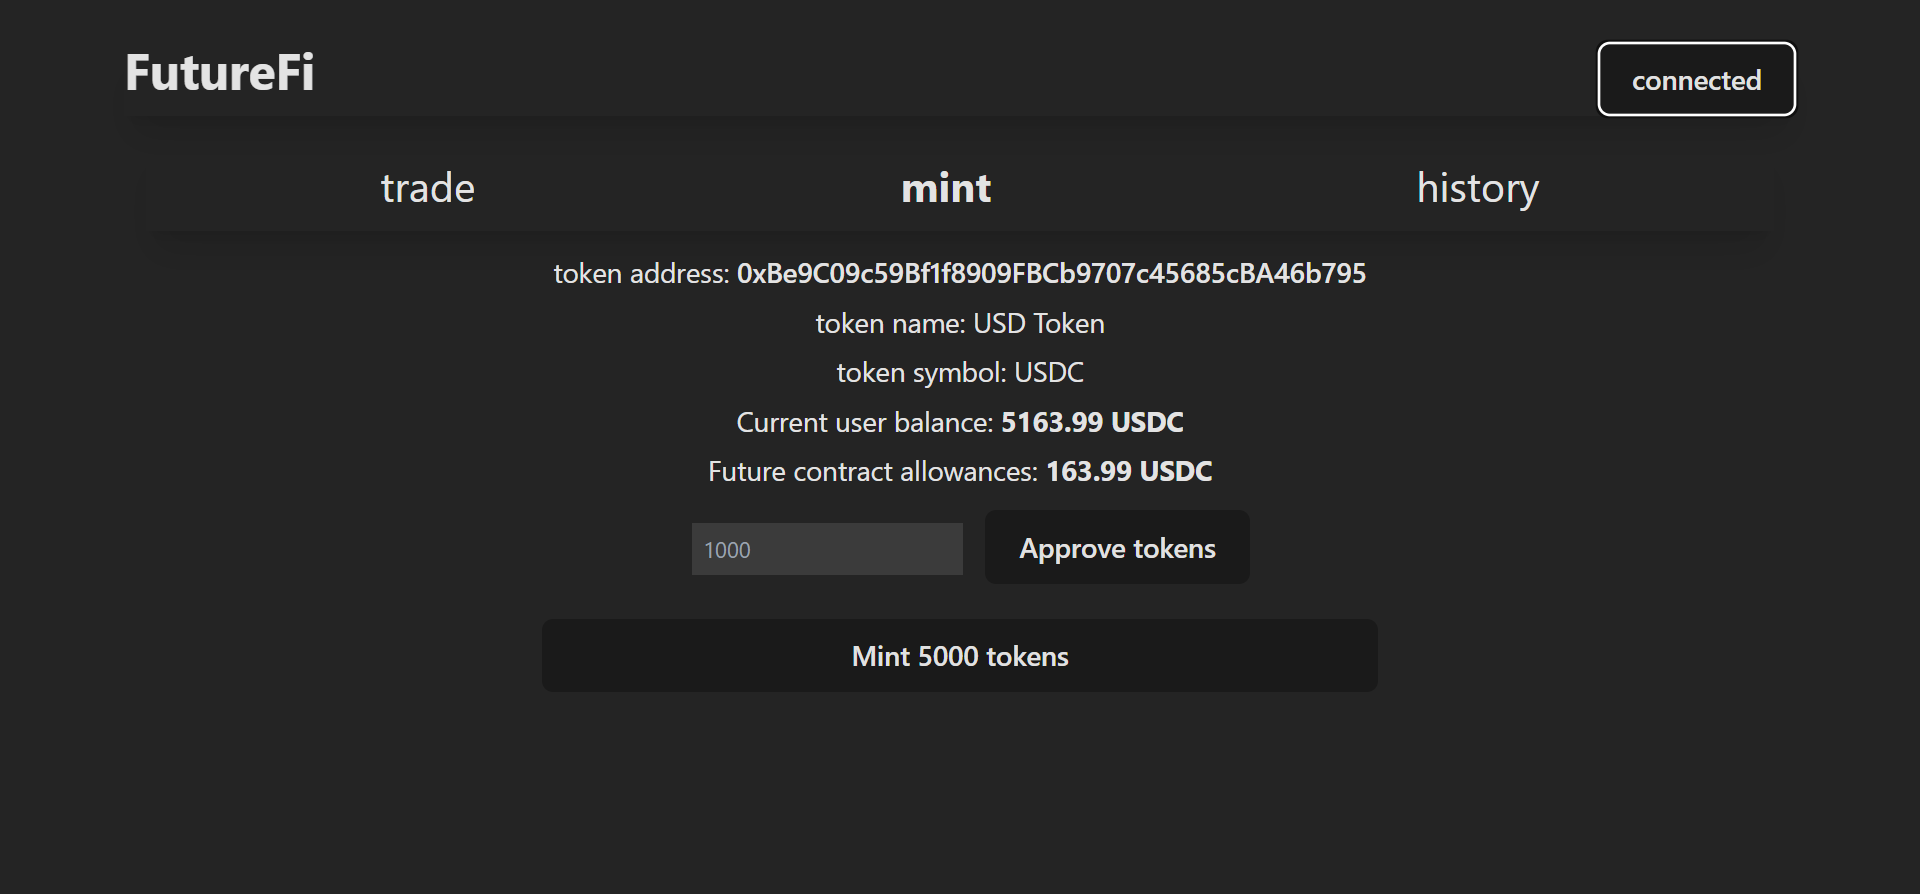 FutureFi
connected
trade mint history
token address: 0xBe9C09c59Bf1f8909FBCb9707c45685cBA46b795
token name: USD Token
token symbol: USDC
Current user balance: 5163.99 USDC
Future contract allowances: 163.99 USDC
1000
Approve tokens
Mint 5000 tokens